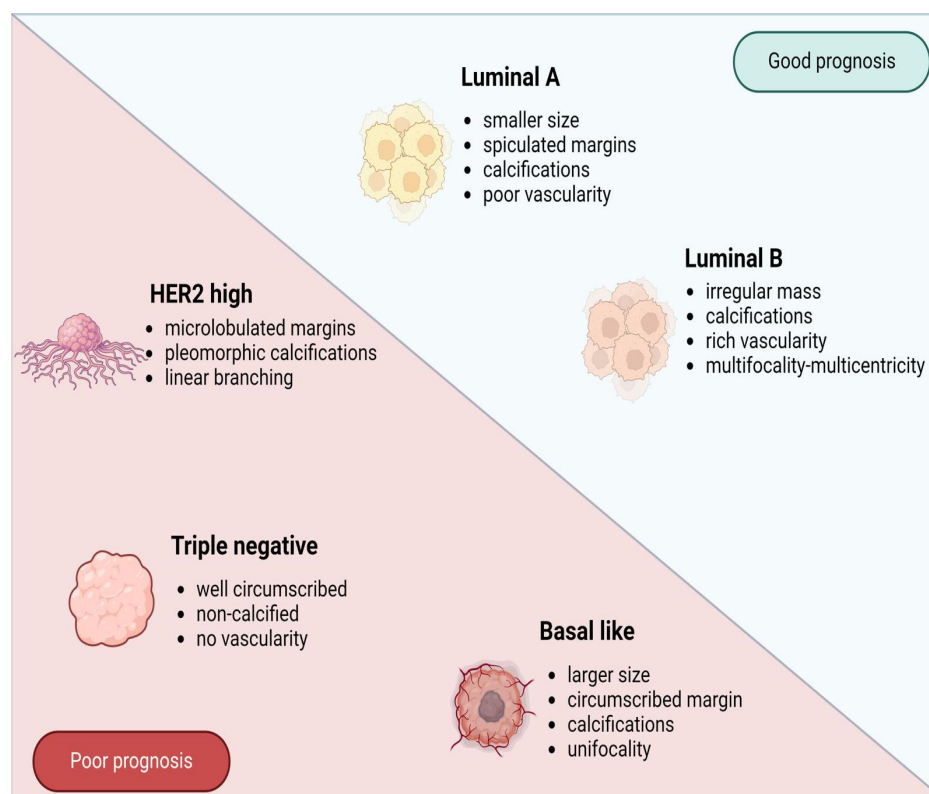 Good prognosis
Luminal A
• smaller size
• spiculated margins
• calcifications
• poor vascularity
Luminal B
• irregular mass
• calcifications
• rich vascularity
• multifocality-multicentricity
HER2 high
• microlobulated margins
• pleomorphic calcifications
• linear branching
Triple negative
• well circumscribed
• non-calcified
• no vascularity
Basal like
• larger size
• circumscribed margin
• calcifications
• unifocality
Poor prognosis